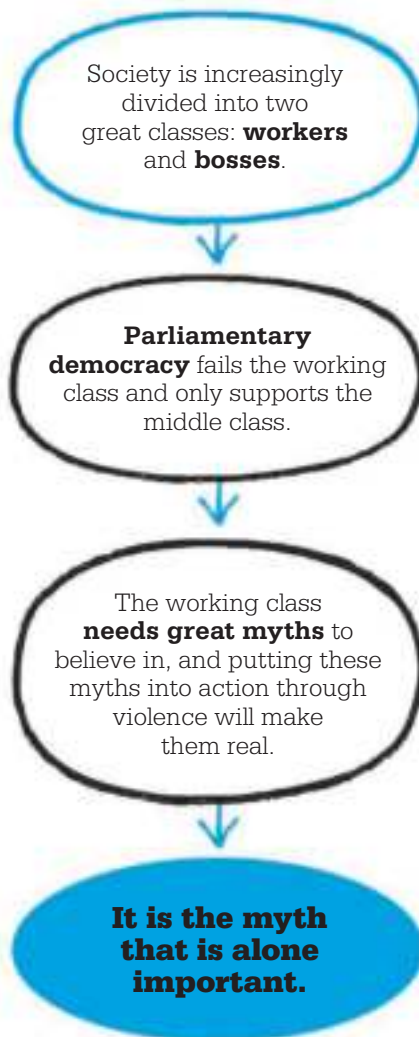 Society is increasingly
divided into two
great classes: workers
and bosses.
Parliamentary
democracy fails the working
class and only supports the
middle class.
The working class
needs great myths to
believe in, and putting these
myths into action through
violence will make
them real.
It is the myth
that is alone
important.